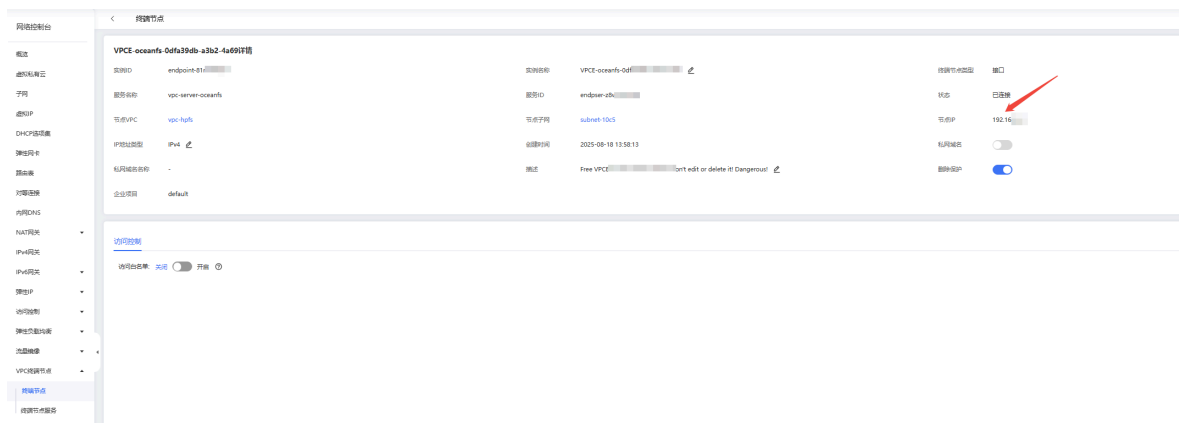 网络控制台
终端节点
概览
虚拟私有云
子网
虚拟IP
DHCP选项集
弹性网卡
路由表
对等连接
内网DNS
NAT网关
IPv4网关
IPv6网关
弹性IP
访问控制
弹性负载均衡
流量镜像
VPC终端节点
终端节点
终端节点服务
VPCE-oceanfs-0dfa39db-a3b2-4a69详情
实例ID endpoint-81 实例名称 VPCE-oceanfs-0df 终端节点类型 接口
服务名称 vpc-server-oceanfs 服务ID endpser-z8v 状态 已连接
节点VPC vpc-hpfs 节点子网 subnet-10c5 节点IP 192.16
IP地址类型 IPv4 创建时间 2025-08-18 13:58:13 私网域名
私网域名名称 - 描述 Free VPCE on't edit or delete it! Dangerous! 删除保护
企业项目 default
访问控制
访问白名单: 关闭 开启